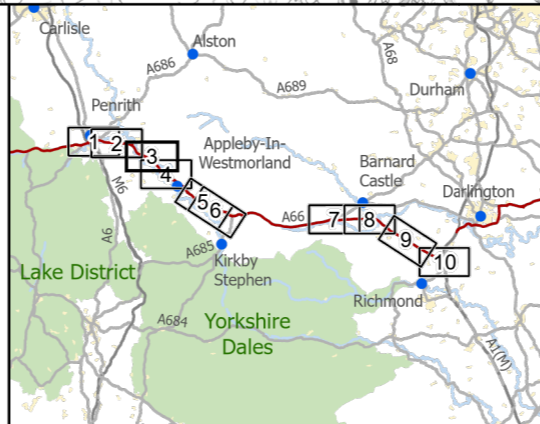 Carlisle
Alston
A68
A686
A689
Durham
Penrith
1
2
3
4
Appleby-In-
Westmorland
Barnard
Castle
Darlington
5
6
A66
7
8
9
10
M6
A6
A685
Kirkby
Stephen
Lake District
Richmond
A684
Yorkshire
Dales
A1(M)